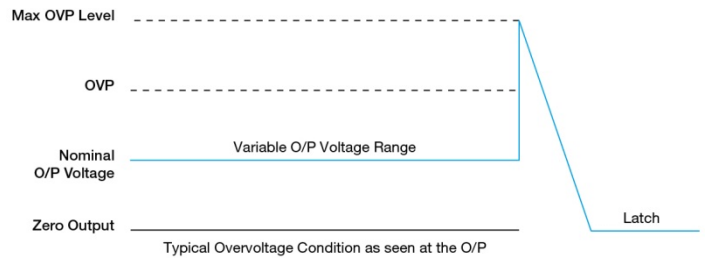 Max OVP Level
OVP
Variable O/P Voltage Range
Nominal
O/P Voltage
Zero Output
Latch
Typical Overvoltage Condition as seen at the O/P